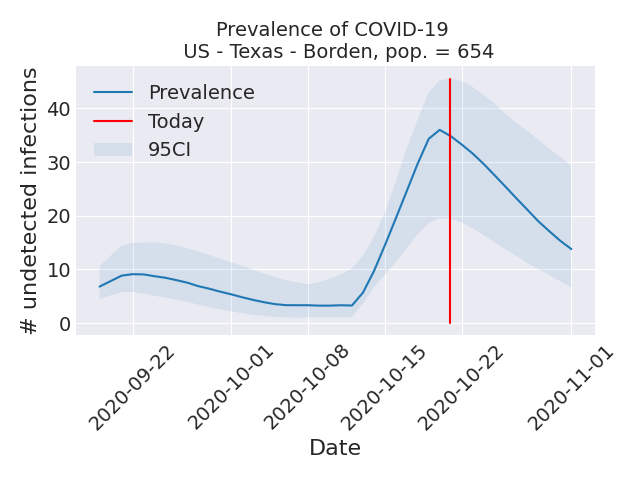 Prevalence of COVID-19
US - Texas - Borden, pop. = 654
# undetected infections
40
30
20
10
0
Prevalence
Today
95CI
2020-09-22
2020-10-01
2020-10-08
2020-10-15
2020-10-22
2020-11-01
Date